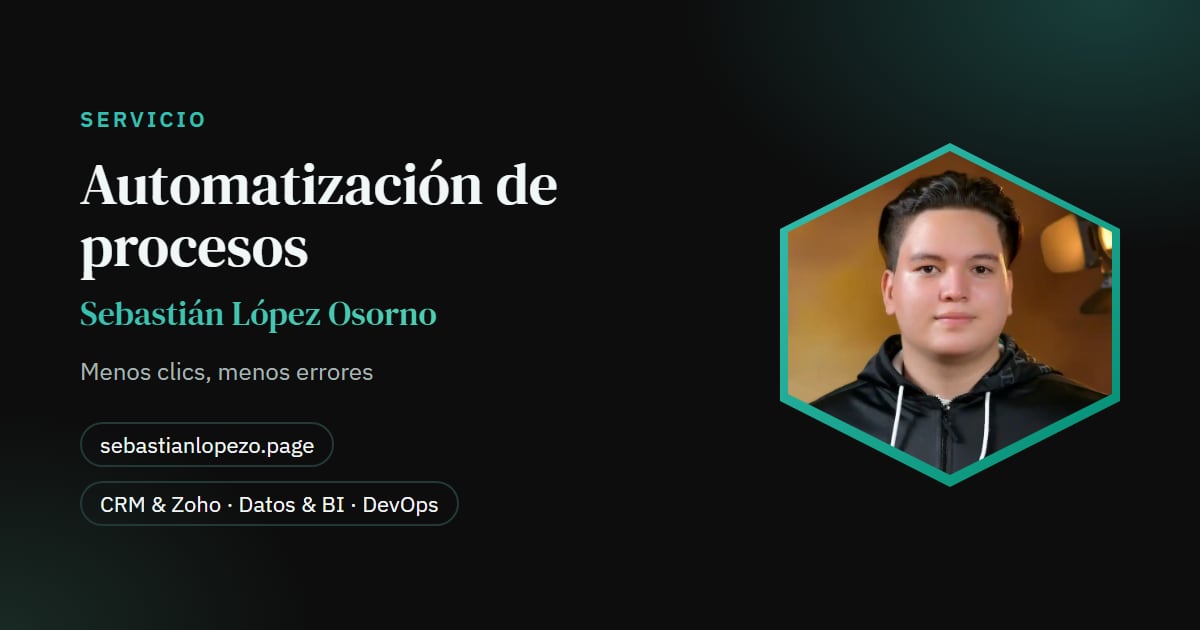 SERVICIO
Automatización de
procesos
Sebastián López Osorno
Menos clics, menos errores
sebastianlopezo.page
CRM & Zoho · Datos & BI · DevOps